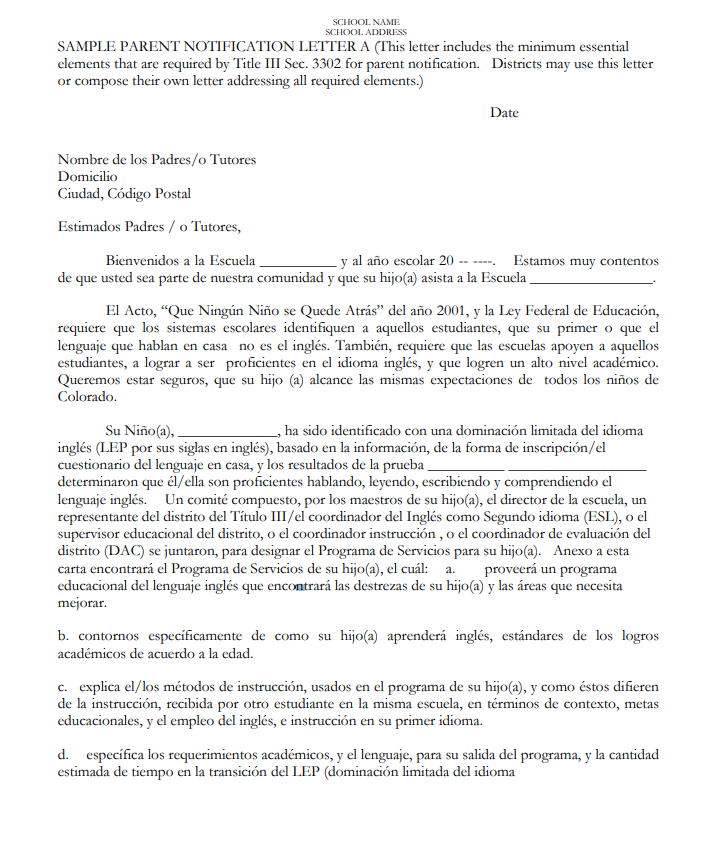 SCHOOL NAME
SCHOOL ADDRESS
SAMPLE PARENT NOTIFICATION LETTER A (This letter includes the minimum essential
elements that are required by Title III Sec. 3302 for parent notification. Districts may use this letter
or compose their own letter addressing all required elements.)
Date
Nombre de los Padres/o Tutores
Domicilio
Ciudad, Código Postal
Estimados Padres / o Tutores,
Bienvenidos a la Escuela __________ y al año escolar 20 -- ----. Estamos muy contentos
de que usted sea parte de nuestra comunidad y que su hijo(a) asista a la Escuela ________________.
El Acto, “Que Ningún Niño se Quede Atrás” del año 2001, y la Ley Federal de Educación,
requiere que los sistemas escolares identifiquen a aquellos estudiantes, que su primer o que el
lenguaje que hablan en casa no es el inglés. También, requiere que las escuelas apoyen a aquellos
estudiantes, a lograr a ser proficientes en el idioma inglés, y que logren un alto nivel académico.
Queremos estar seguros, que su hijo (a) alcance las mismas expectaciones de todos los niños de
Colorado.
Su Niño(a), _____________, ha sido identificado con una dominación limitada del idioma
inglés (LEP por sus siglas en inglés), basado en la información, de la forma de inscripción/el
cuestionario del lenguaje en casa, y los resultados de la prueba __________ __________________
determinaron que él/ella son proficientes hablando, leyendo, escribiendo y comprendiendo el
lenguaje inglés. Un comité compuesto, por los maestros de su hijo(a), el director de la escuela, un
representante del distrito del Título III/el coordinador del Inglés como Segundo idioma (ESL), o el
supervisor educacional del distrito, o el coordinador instrucción , o el coordinador de evaluación del
distrito (DAC) se juntaron, para designar el Programa de Servicios para su hijo(a). Anexo a esta
carta encontrará el Programa de Servicios de su hijo(a), el cuál: a. proveerá un programa
educacional del lenguaje inglés que encontrará las destrezas de su hijo(a) y las áreas que necesita
mejorar.
b. contornos específicamente de como su hijo(a) aprenderá inglés, estándares de los logros
académicos de acuerdo a la edad.
c. explica el/los métodos de instrucción, usados en el programa de su hijo(a), y como éstos difieren
de la instrucción, recibida por otro estudiante en la misma escuela, en términos de contexto, metas
educacionales, y el empleo del inglés, e instrucción en su primer idioma.
d. específica los requerimientos académicos, y el lenguaje, para su salida del programa, y la cantidad
estimada de tiempo en la transición del LEP (dominación limitada del idioma